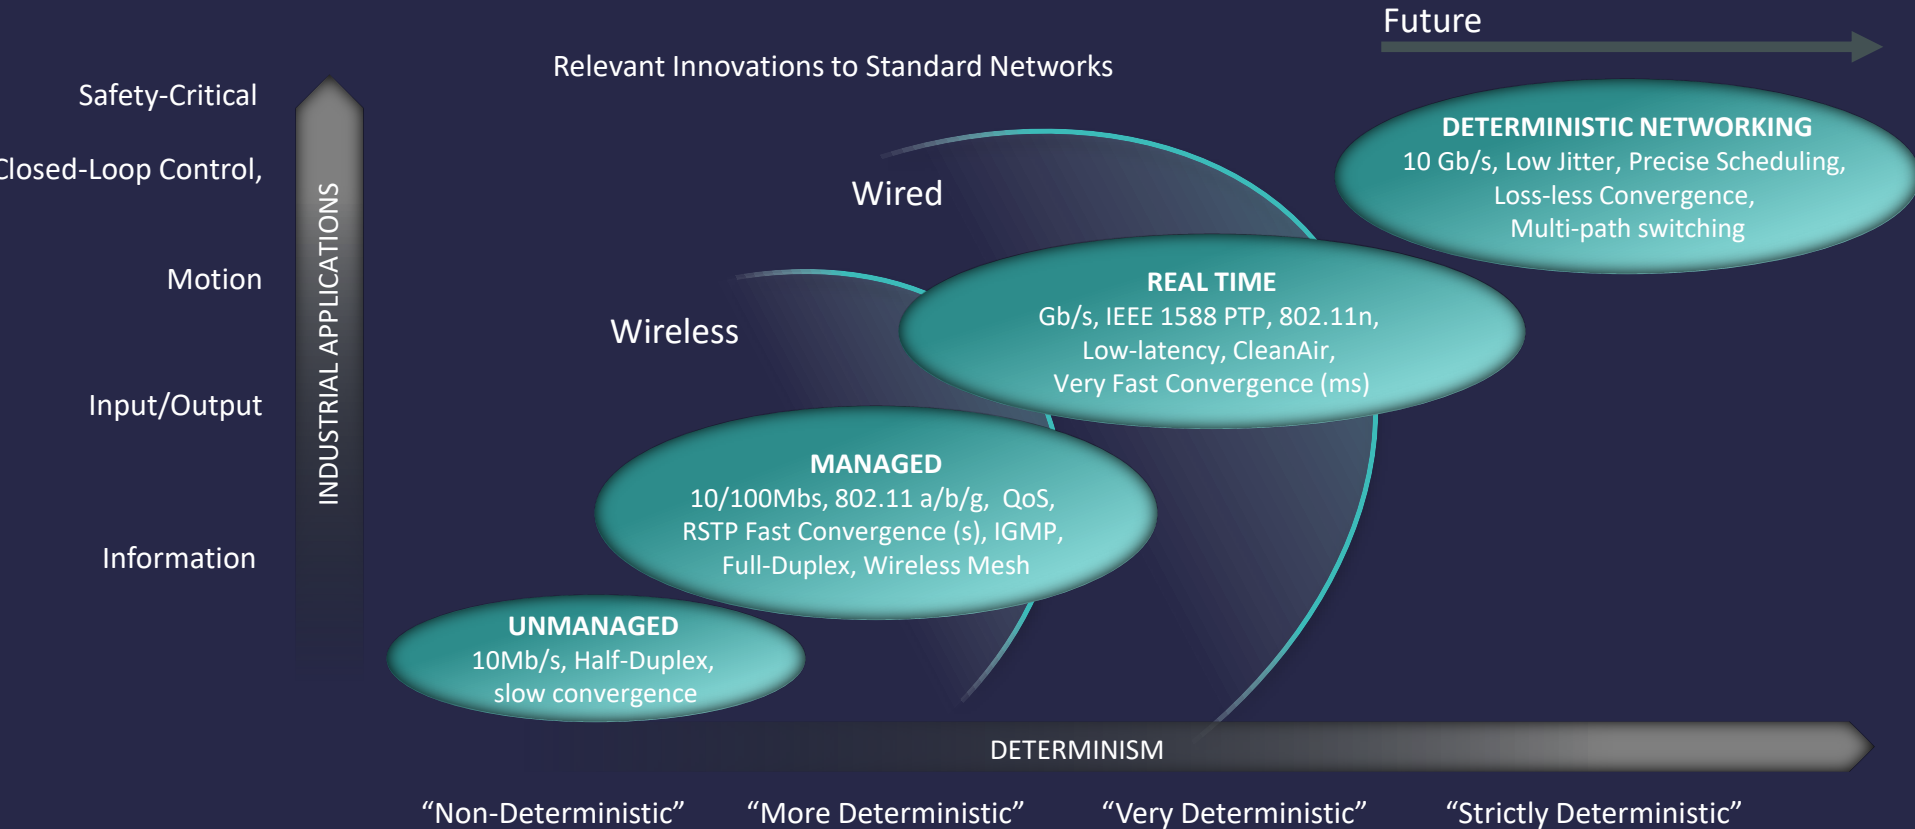 Future
Relevant Innovations to Standard Networks
Safety-Critical
Closed-Loop Control,
Motion
Input/Output
Information
INDUSTRIAL APPLICATIONS
Wired
Wireless
DETERMINISTIC NETWORKING
10 Gb/s, Low Jitter, Precise Scheduling,
Loss-less Convergence,
Multi-path switching
REAL TIME
Gb/s, IEEE 1588 PTP, 802.11n,
Low-latency, CleanAir,
Very Fast Convergence (ms)
MANAGED
10/100Mbs, 802.11 a/b/g, QoS,
RSTP Fast Convergence (s), IGMP,
Full-Duplex, Wireless Mesh
UNMANAGED
10Mb/s, Half-Duplex,
slow convergence
DETERMINISM
“Non-Deterministic”
“More Deterministic”
“Very Deterministic”
“Strictly Deterministic”